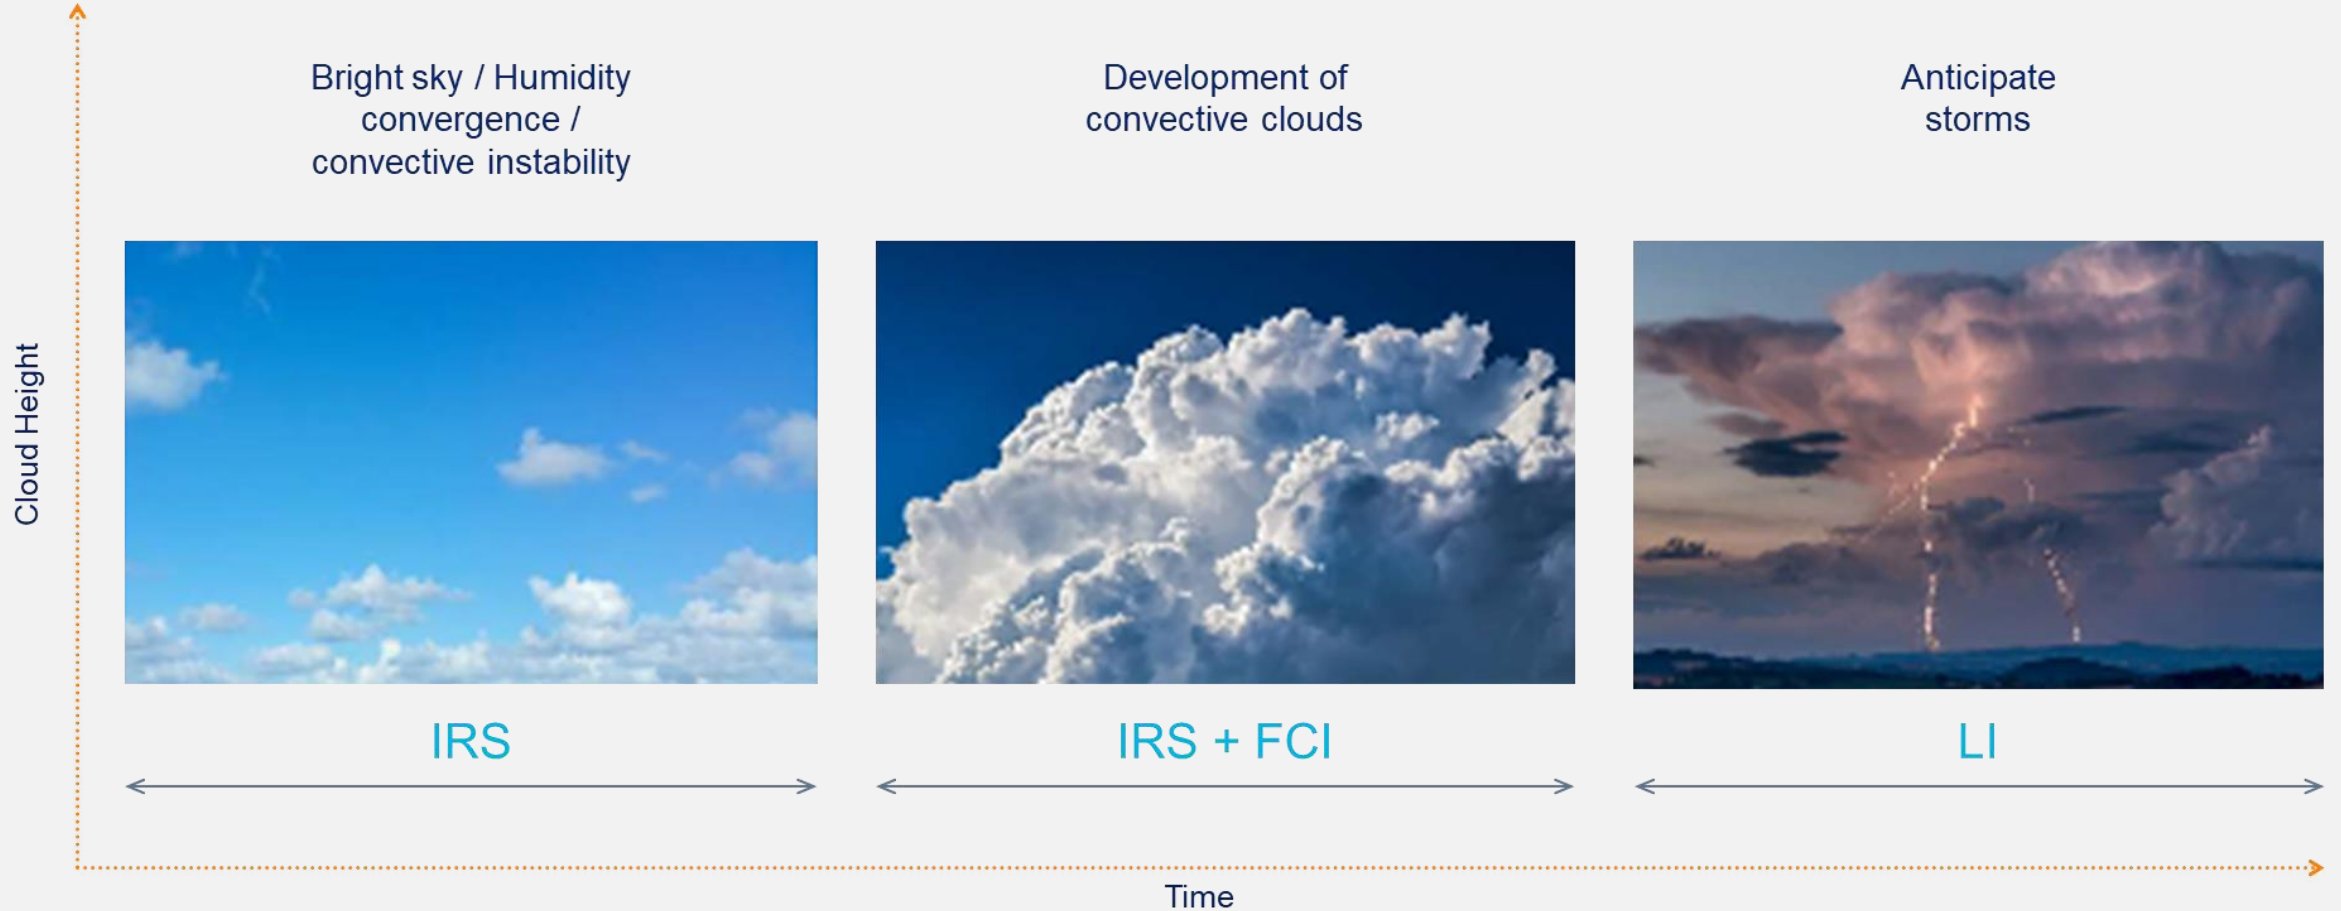 Bright sky / Humidity
convergence /
convective instability
Development of
convective clouds
Anticipate
storms
Cloud Height
IRS
IRS + FCI
LI
Time